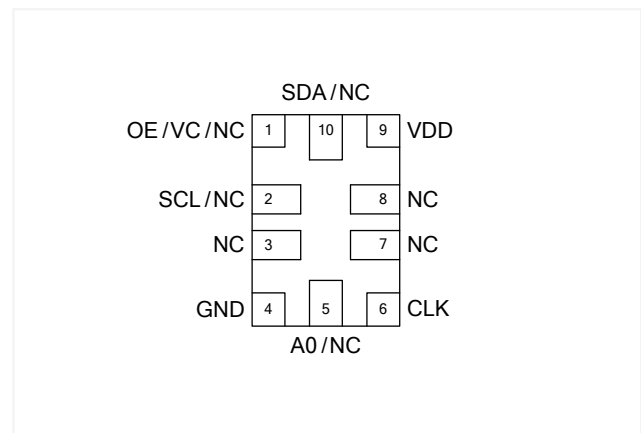 SDA/NC
OE/VC/NC 1 10 9 VDD
SCL/NC 2 8 NC
NC 3 7 NC
GND 4 5 6 CLK
A0/NC